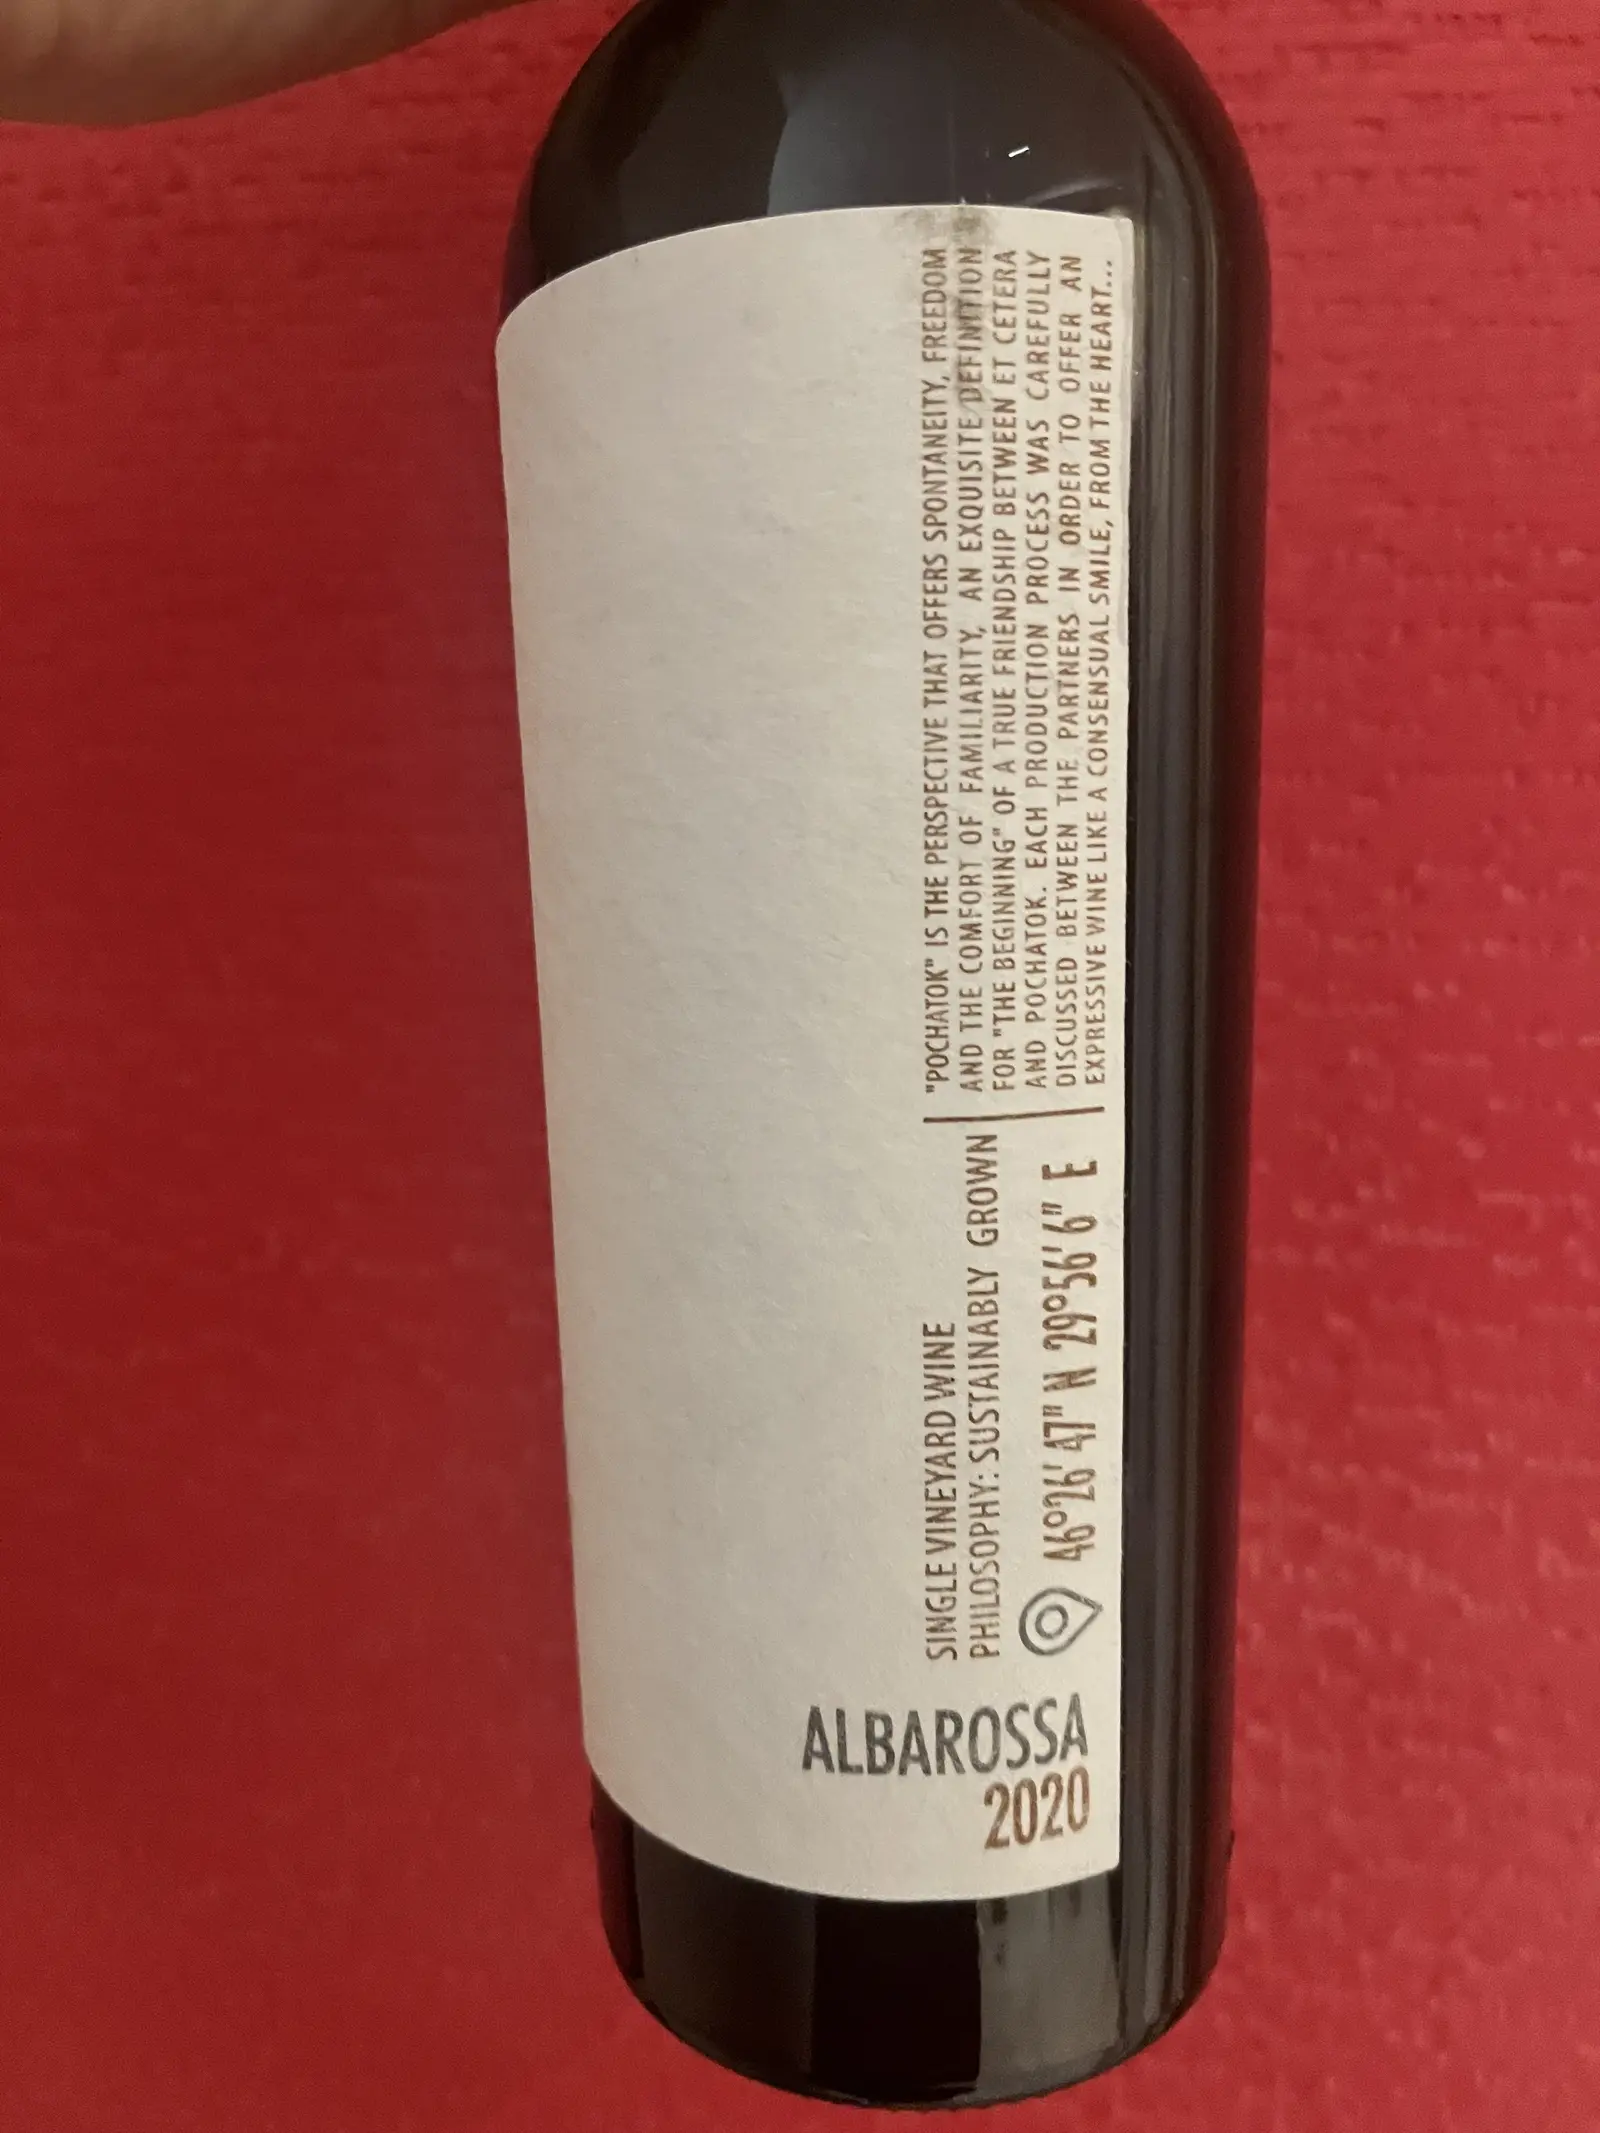 "POCHATOK" IS THE PERSPECTIVE THAT OFFERS SPONTANEITY, FREEDOM
AND THE COMFORT OF FAMILIARITY, AN EXQUISITE DEFINITION
FOR "THE BEGINNING" OF A TRUE FRIENDSHIP BETWEEN ET CETERA
AND POCHATOK. EACH PRODUCTION PROCESS WAS CAREFULLY
DISCUSSED BETWEEN THE PARTNERS IN ORDER TO OFFER AN
EXPRESSIVE WINE LIKE A CONSENSUAL SMILE, FROM THE HEART...
SINGLE VINEYARD WINE
PHILOSOPHY: SUSTAINABLY GROWN
46°26'47" N 29°56'6" E
ALBAROSSA
2020